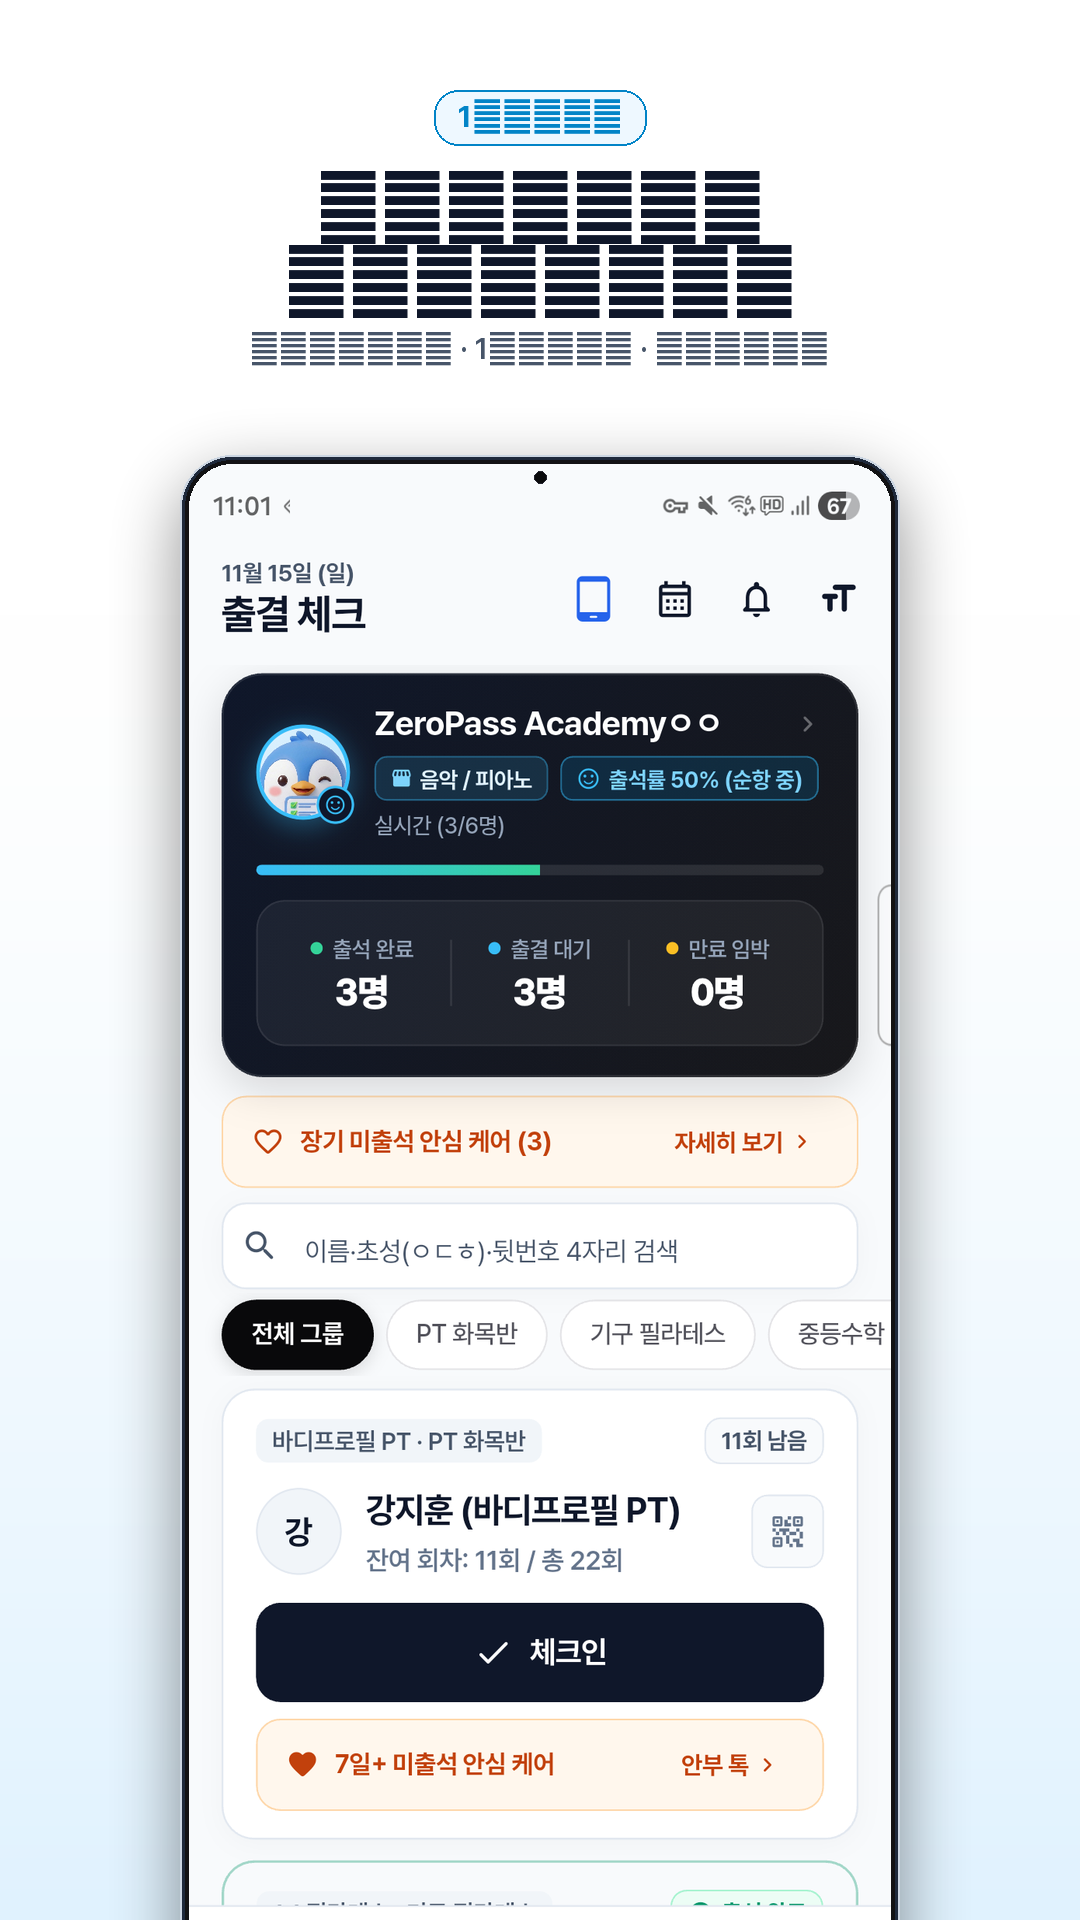 11:01
67
11월 15일 (일)
출결 체크
ZeroPass Academyㅇㅇ
음악 / 피아노
출석률 50% (순항 중)
실시간 (3/6명)
출석 완료
출결 대기
만료 임박
3명
3명
0명
장기 미출석 안심 케어 (3)
자세히 보기
이름·초성(ㅇㄷㅎ)·뒷번호 4자리 검색
전체 그룹
PT 화목반
기구 필라테스
중등수학
바디프로필 PT · PT 화목반
11회 남음
강
강지훈 (바디프로필 PT)
잔여 회차: 11회 / 총 22회
체크인
7일+ 미출석 안심 케어
안부 톡